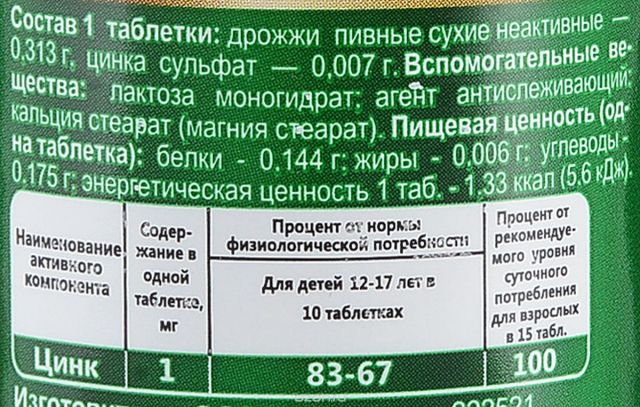 Состав 1 таблетки: дрожжи пивные сухие неактивные —
0,313 г, цинка сульфат — 0,007 г. Вспомогательные ве-
щества: лактоза моногидрат; агент антислеживающий:
кальция стеарат (магния стеарат). Пищевая ценность (од-
на таблетка): белки - 0,144 г; жиры - 0,006 г; углеводы -
0,175 г; энергетическая ценность 1 таб. - 1.33 ккал (5.6 кДж).
Наименование
активного
компонента
Содер-
жание в
одной
таблетке,
мг
Процент от нормы
физиологической потребности
Для детей 12-17 лет в
10 таблетках
Процент от
рекомендуе-
мого уровня
суточного
потребления
для взрослых
в 15 табл.
Цинк 1 83-67 100